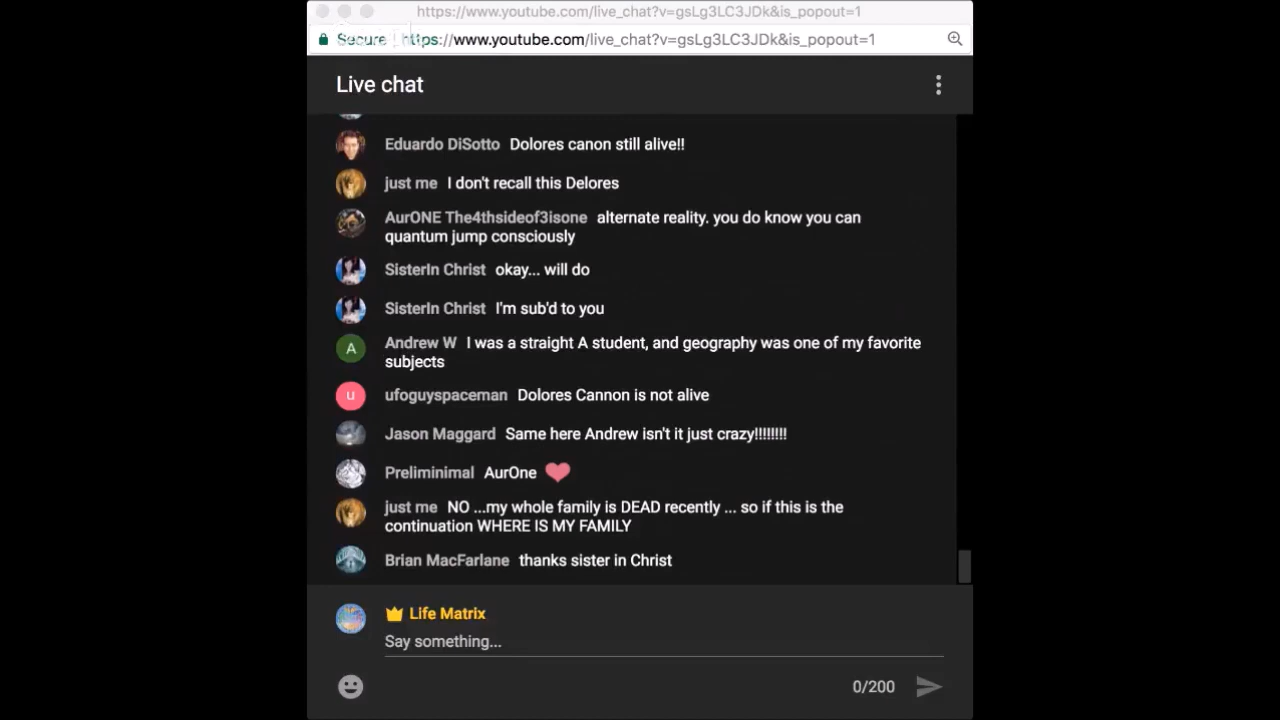 https://www.youtube.com/live_chat?v=gsLg3LC3JDk&is_popout=1
Secure https://www.youtube.com/live_chat?v=gsLg3LC3JDk&is_popout=1
Live chat
Eduardo DiSotto Dolores canon still alive!!
just me I don't recall this Delores
AurONE The4thsideof3isone alternate reality. you do know you can
quantum jump consciously
SisterIn Christ okay... will do
SisterIn Christ I'm sub'd to you
A Andrew W I was a straight A student, and geography was one of my favorite
subjects
u ufoguyspaceman Dolores Cannon is not alive
Jason Maggard Same here Andrew isn't it just crazy!!!!!!!!
Preliminimal AurOne
just me NO ...my whole family is DEAD recently ... so if this is the
continuation WHERE IS MY FAMILY
Brian MacFarlane thanks sister in Christ
Life Matrix
Say something...
0/200